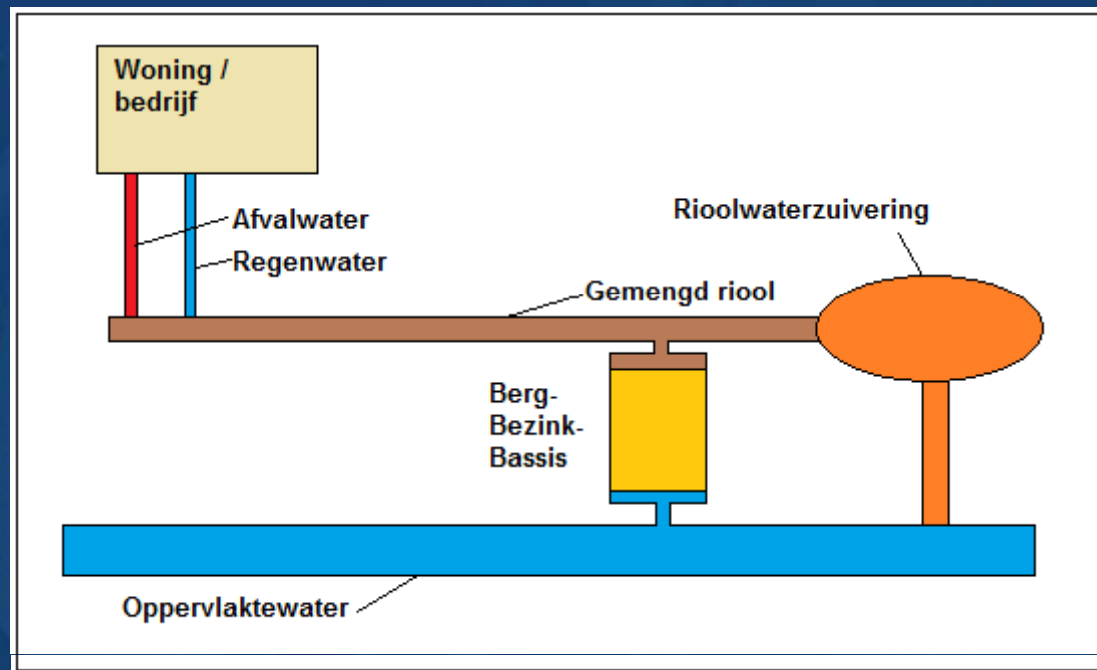 Woning /
bedrijf
Afvalwater
Regenwater
Rioolwaterzuivering
Gemengd riool
Berg-
Bezink-
Bassis
Oppervlaktewater